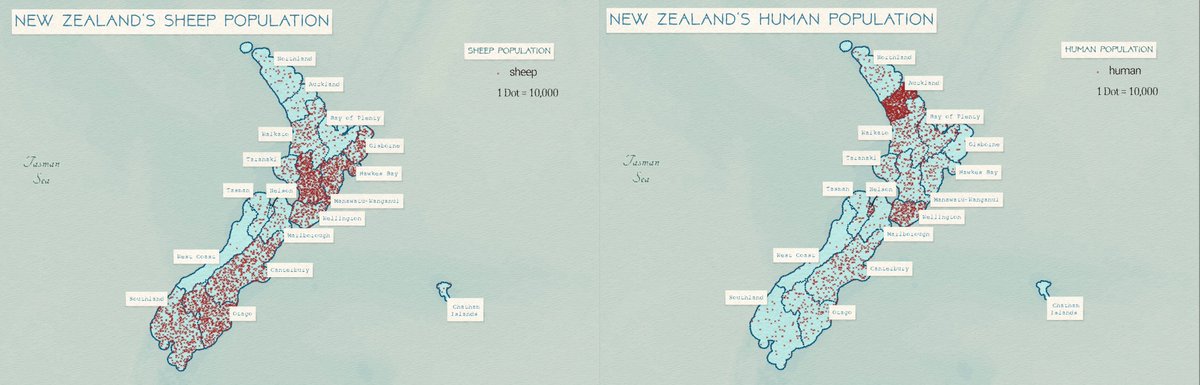 NEW ZEALAND'S SHEEP POPULATION
SHEEP POPULATION
sheep
1 Dot = 10,000
Northland
Auckland
Bay of Plenty
Waikato
Gisborne
Taranaki
Hawkes Bay
Tasman
Nelson
Manawatu-Wanganui
Wellington
Marlborough
West Coast
Canterbury
Southland
Otago
Chathan
Islands
Tasman
Sea
NEW ZEALAND'S HUMAN POPULATION
HUMAN POPULATION
human
1 Dot = 10,000
Northland
Auckland
Bay of Plenty
Waikato
Gisborne
Taranaki
Hawkes Bay
Tasman
Nelson
Manawatu-Wanganui
Wellington
Marlborough
West Coast
Canterbury
Southland
Otago
Chathan
Islands
Tasman
Sea